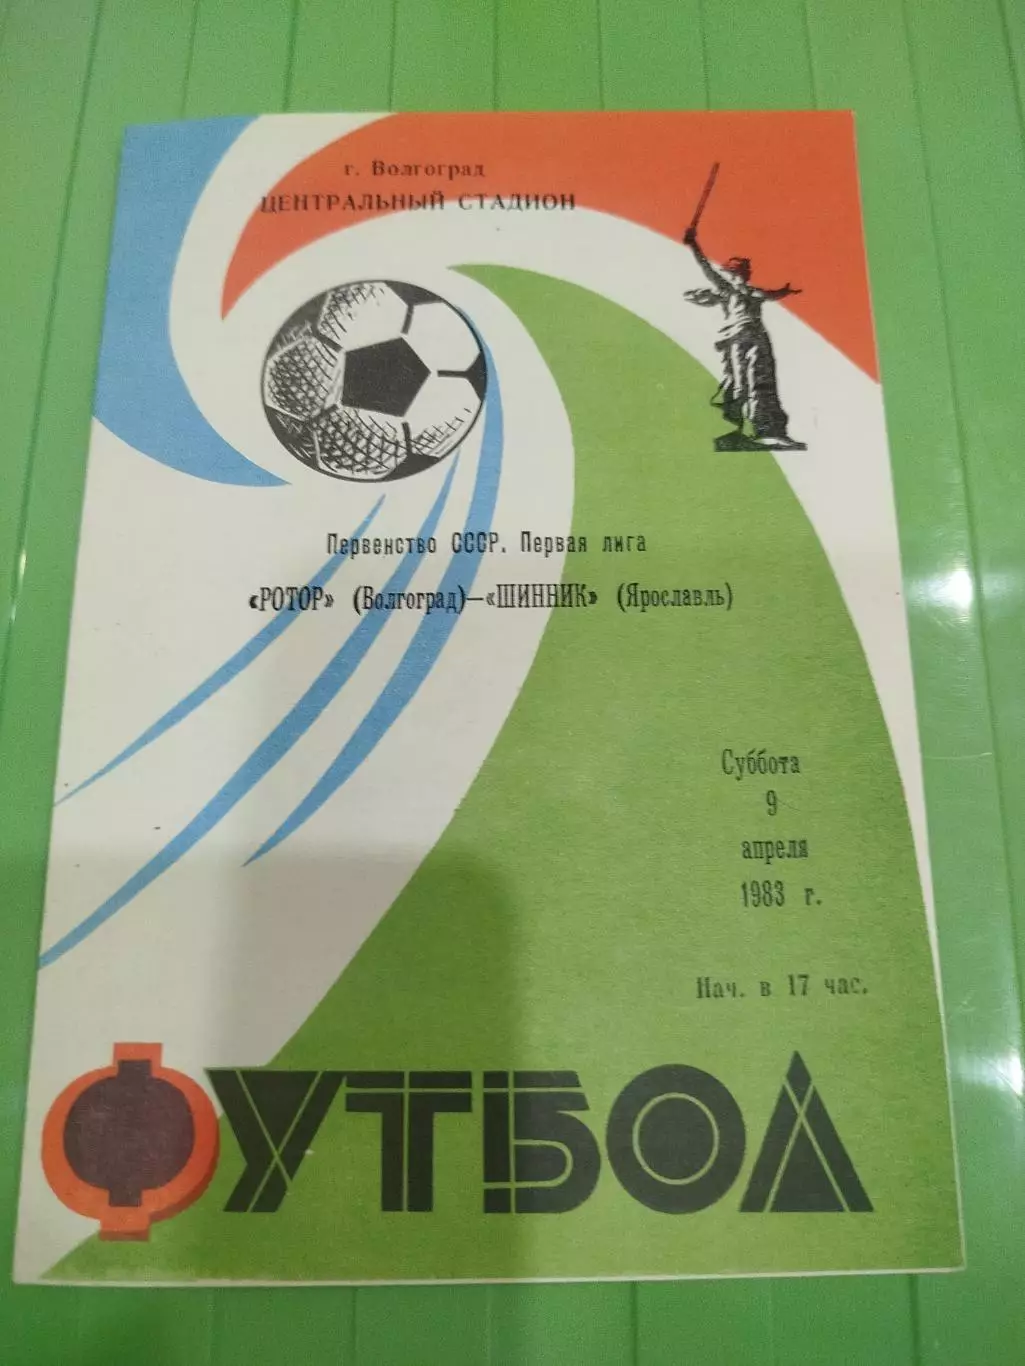 г. Волгоград
ЦЕНТРАЛЬНЫЙ СТАДИОН
Первенство СССР. Первая лига
«РОТОР» (Волгоград)—«ШИННИК» (Ярославль)
Суббота
9
апреля
1983 г.
Нач. в 17 час.
ФУТБОЛ